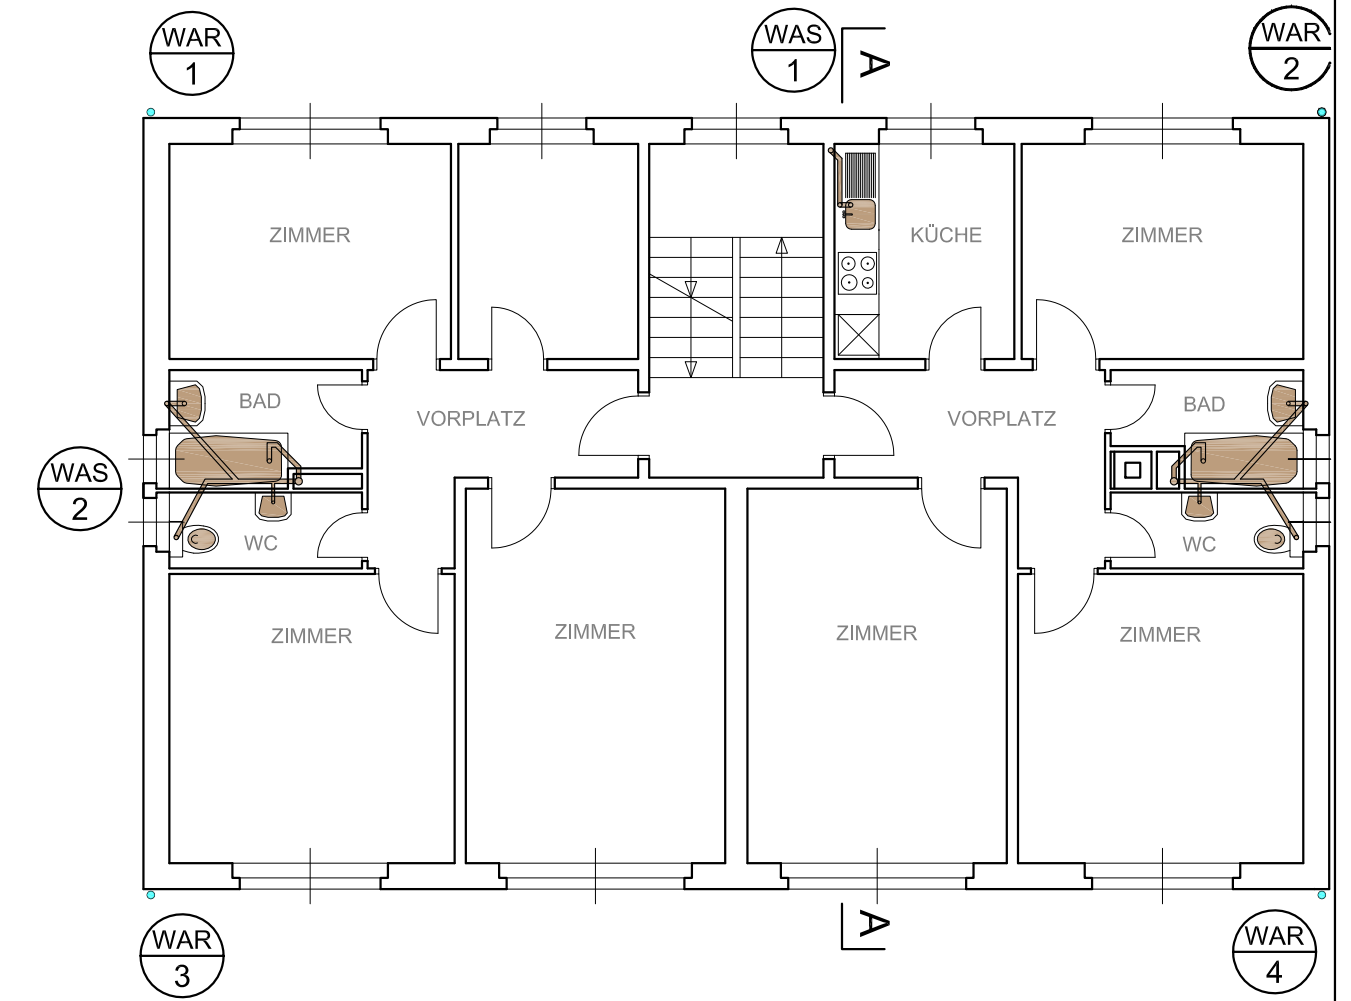 WAR
1
WAS
1
A
WAR
2
ZIMMER
KÜCHE
ZIMMER
BAD
VORPLATZ
VORPLATZ
BAD
WAS
2
WC
WC
ZIMMER
ZIMMER
ZIMMER
ZIMMER
WAR
3
A
WAR
4